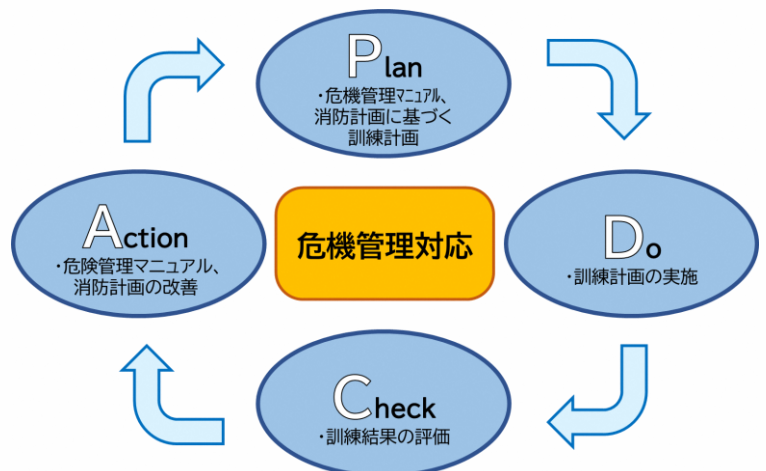 Plan
・危機管理マニュアル、
消防計画に基づく
訓練計画
Action
・危険管理マニュアル、
消防計画の改善
危機管理対応
Do
・訓練計画の実施
Check
・訓練結果の評価